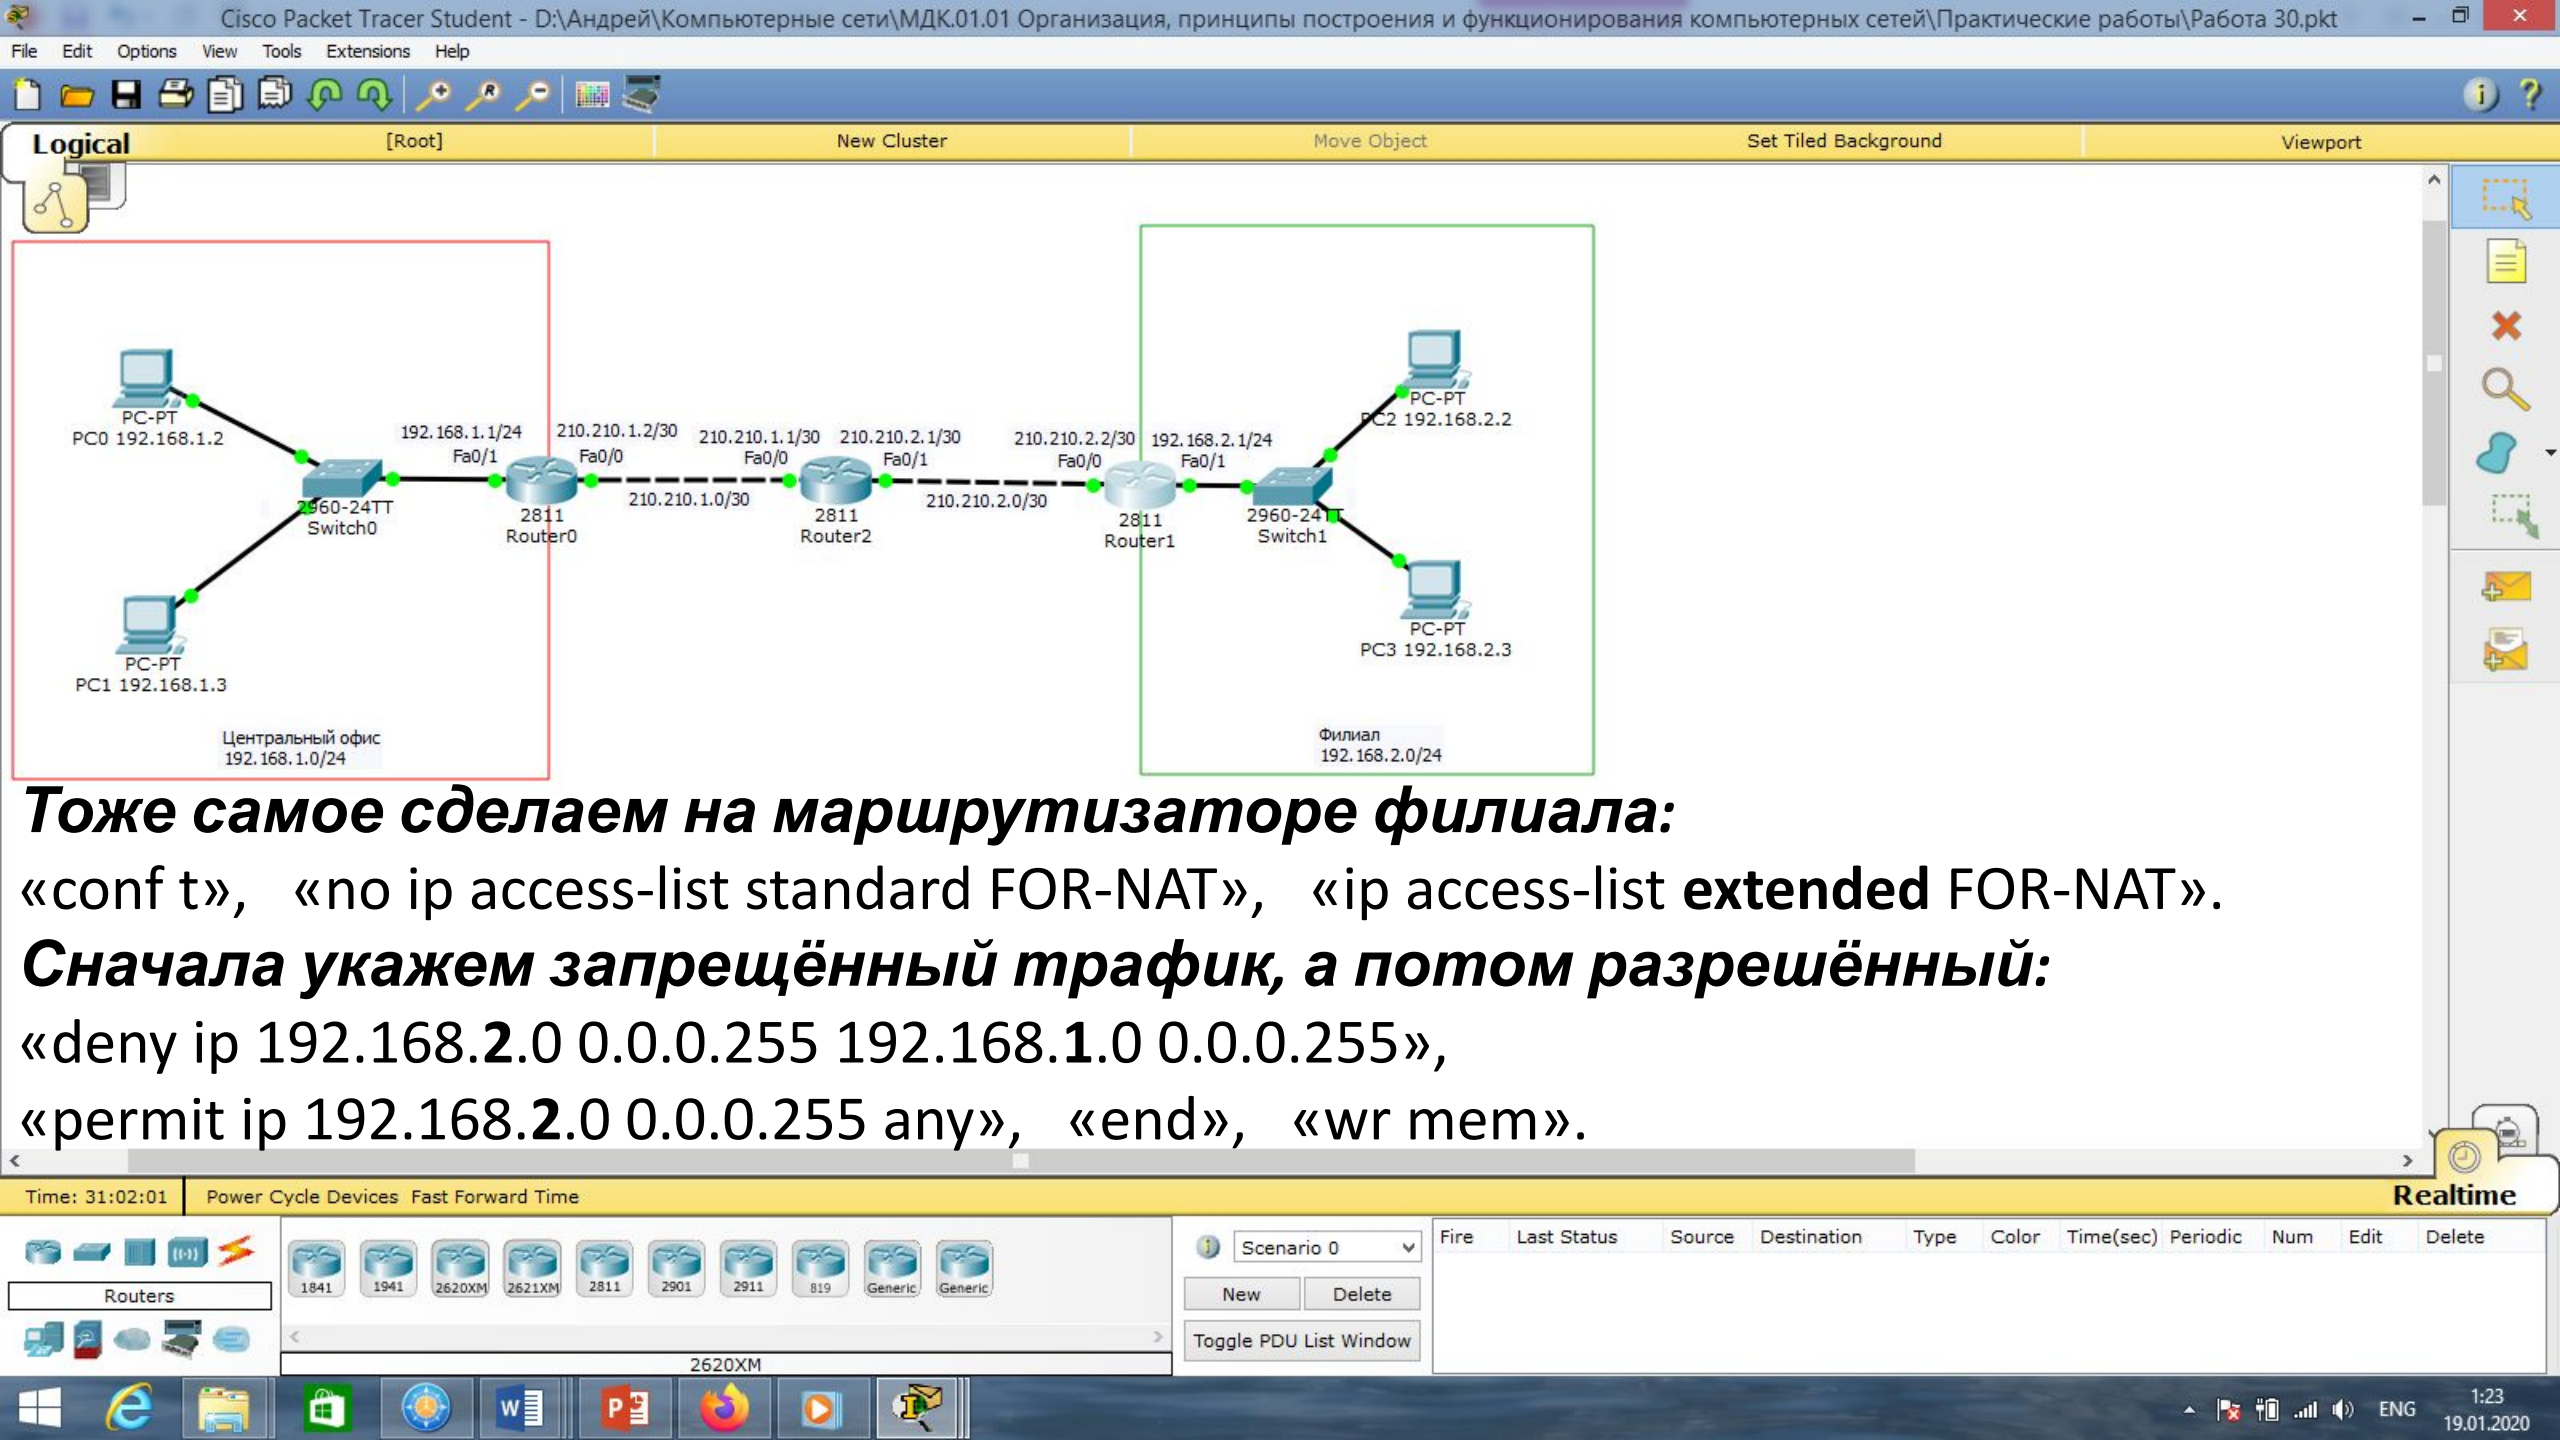 Cisco Packet Tracer Student - D:\Андрей\Компьютерные сети\МДК.01.01 Организация, принципы построения и функционирования компьютерных сетей\Практические работы\Работа 30.pkt
File Edit Options View Tools Extensions Help
Logical [Root] New Cluster Move Object Set Tiled Background Viewport
PC-PT
PC0 192.168.1.2
192.168.1.1/24
Fa0/1
210.210.1.2/30
Fa0/0
210.210.1.1/30
Fa0/0
210.210.2.1/30
Fa0/1
210.210.2.2/30
Fa0/0
192.168.2.1/24
Fa0/1
PC-PT
PC2 192.168.2.2
2960-24TT
Switch0
2811
Router0
210.210.1.0/30
2811
Router2
210.210.2.0/30
2811
Router1
2960-24TT
Switch1
PC-PT
PC1 192.168.1.3
PC-PT
PC3 192.168.2.3
Центральный офис
192.168.1.0/24
Филиал
192.168.2.0/24
Тоже самое сделаем на маршрутизаторе филиала:
«conf t», «no ip access-list standard FOR-NAT», «ip access-list extended FOR-NAT».
Сначала укажем запрещённый трафик, а потом разрешённый:
«deny ip 192.168.2.0 0.0.0.255 192.168.1.0 0.0.0.255»,
«permit ip 192.168.2.0 0.0.0.255 any», «end», «wr mem».
Time: 31:02:01 Power Cycle Devices Fast Forward Time Realtime
Routers
1841 1941 2620XM 2621XM 2811 2901 2911 819 Generic Generic
2620XM
Scenario 0
New Delete
Toggle PDU List Window
Fire Last Status Source Destination Type Color Time(sec) Periodic Num Edit Delete
ENG
1:23
19.01.2020